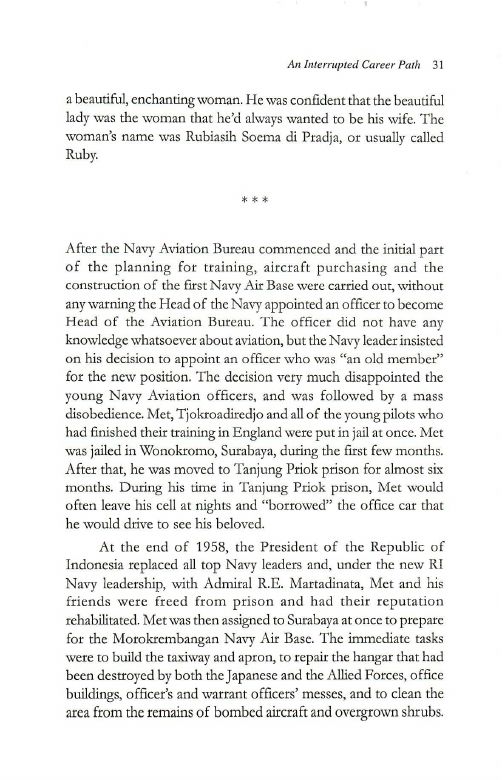 An Interrupted Career Path 31
a beautiful, enchanting woman. He was confident that the beautiful
lady was the woman that he'd always wanted to be his wife. The
woman's name was Rubiasih Soema di Pradja, or usually called
Ruby.
***
After the Navy Aviation Bureau commenced and the initial part
of the planning for training, aircraft purchasing and the
construction of the first Navy Air Base were carried out, without
any warning the Head of the Navy appointed an officer to become
Head of the Aviation Bureau. The officer did not have any
knowledge whatsoever about aviation, but the Navy leader insisted
on his decision to appoint an officer who was “an old member”
for the new position. The decision very much disappointed the
young Navy Aviation officers, and was followed by a mass
disobedience. Met, Tjokroadiredjo and all of the young pilots who
had finished their training in England were put in jail at once. Met
was jailed in Wonokromo, Surabaya, during the first few months.
After that, he was moved to Tanjung Priok prison for almost six
months. During his time in Tanjung Priok prison, Met would
often leave his cell at nights and “borrowed” the office car that
he would drive to see his beloved.
At the end of 1958, the President of the Republic of
Indonesia replaced all top Navy leaders and, under the new RI
Navy leadership, with Admiral R.E. Martadinata, Met and his
friends were freed from prison and had their reputation
rehabilitated. Met was then assigned to Surabaya at once to prepare
for the Morokrembangan Navy Air Base. The immediate tasks
were to build the taxiway and apron, to repair the hangar that had
been destroyed by both the Japanese and the Allied Forces, office
buildings, officer's and warrant officers' messes, and to clean the
area from the remains of bombed aircraft and overgrown shrubs.